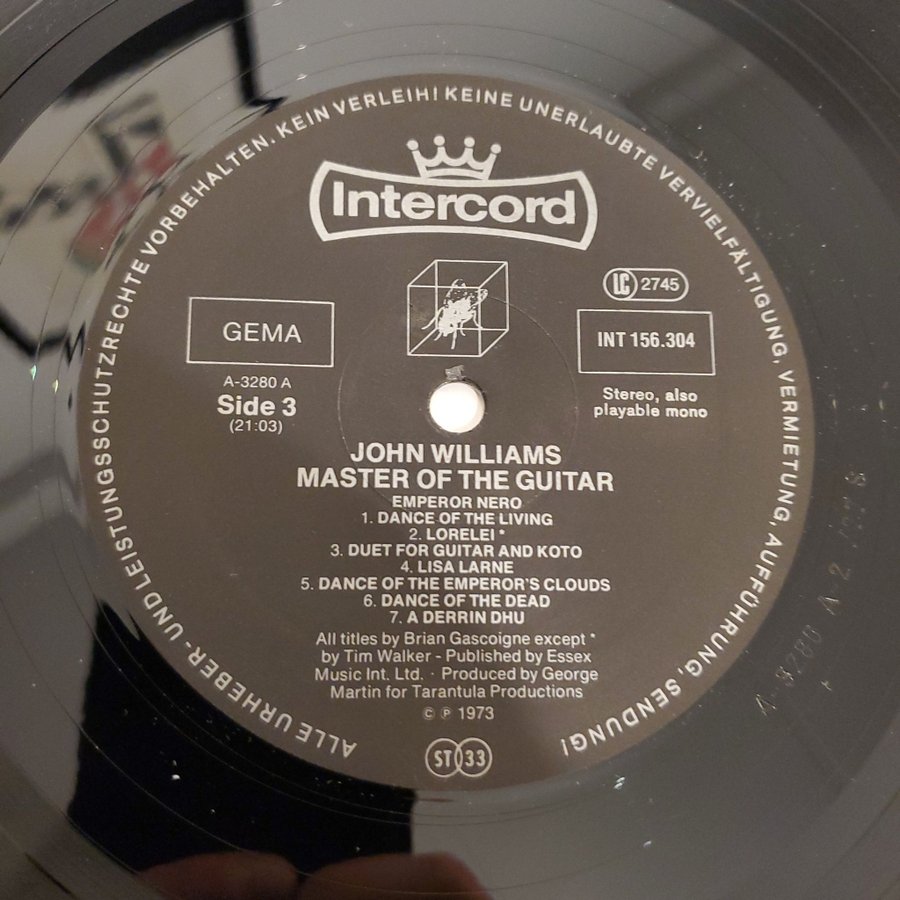 ALLE URHEBER- UND LEISTUNGSSCHUTZRECHTE VORBEHALTEN. KEIN VERLEIH! KEINE UNERLAUBTE VERVIELFÄLTIGUNG, VERMIETUNG, AUFFÜHRUNG, SENDUNG!
Intercord
LC 2745
GEMA
INT 156.304
A-3280 A
Side 3
(21:03)
Stereo, also
playable mono
JOHN WILLIAMS
MASTER OF THE GUITAR
EMPEROR NERO
1. DANCE OF THE LIVING
2. LORELEI *
3. DUET FOR GUITAR AND KOTO
4. LISA LARNE
5. DANCE OF THE EMPEROR'S CLOUDS
6. DANCE OF THE DEAD
7. A DERRIN DHU
All titles by Brian Gascoigne except *
by Tim Walker - Published by Essex
Music Int. Ltd. · Produced by George
Martin for Tarantula Productions
© ℗ 1973
ST 33